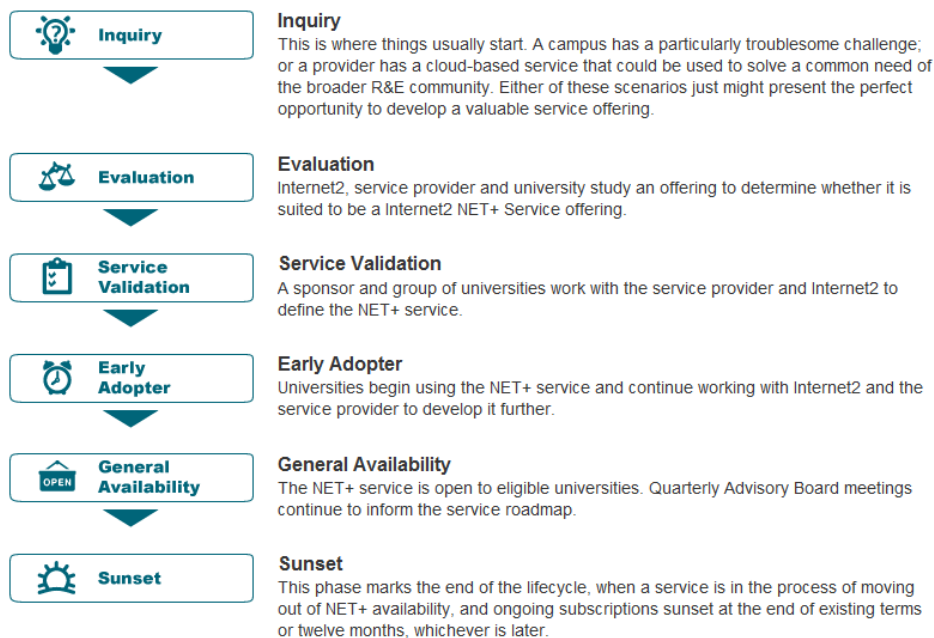 Inquiry
Inquiry
This is where things usually start. A campus has a particularly troublesome challenge;
or a provider has a cloud-based service that could be used to solve a common need of
the broader R&E community. Either of these scenarios just might present the perfect
opportunity to develop a valuable service offering.
Evaluation
Evaluation
Internet2, service provider and university study an offering to determine whether it is
suited to be a Internet2 NET+ Service offering.
Service
Validation
Service Validation
A sponsor and group of universities work with the service provider and Internet2 to
define the NET+ service.
Early
Adopter
Early Adopter
Universities begin using the NET+ service and continue working with Internet2 and the
service provider to develop it further.
OPEN
General
Availability
General Availability
The NET+ service is open to eligible universities. Quarterly Advisory Board meetings
continue to inform the service roadmap.
Sunset
Sunset
This phase marks the end of the lifecycle, when a service is in the process of moving
out of NET+ availability, and ongoing subscriptions sunset at the end of existing terms
or twelve months, whichever is later.